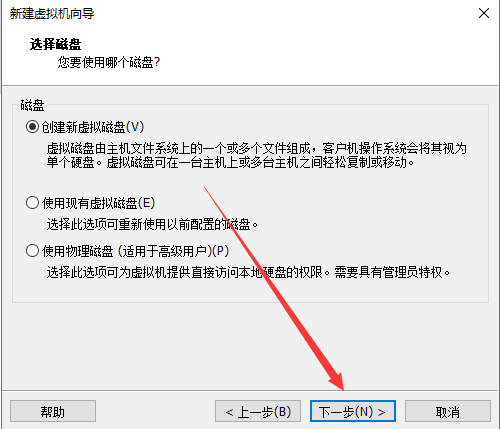 新建虚拟机向导
选择磁盘
您要使用哪个磁盘?
磁盘
创建新虚拟磁盘(V)
虚拟磁盘由主机文件系统上的一个或多个文件组成，客户机操作系统会将其视为
单个硬盘。虚拟磁盘可在一台主机上或多台主机之间轻松复制或移动。
使用现有虚拟磁盘(E)
选择此选项可重新使用以前配置的磁盘。
使用物理磁盘 (适用于高级用户)(P)
选择此选项可为虚拟机提供直接访问本地硬盘的权限。需要具有管理员特权。
帮助
< 上一步(B)
下一步(N) >
取消